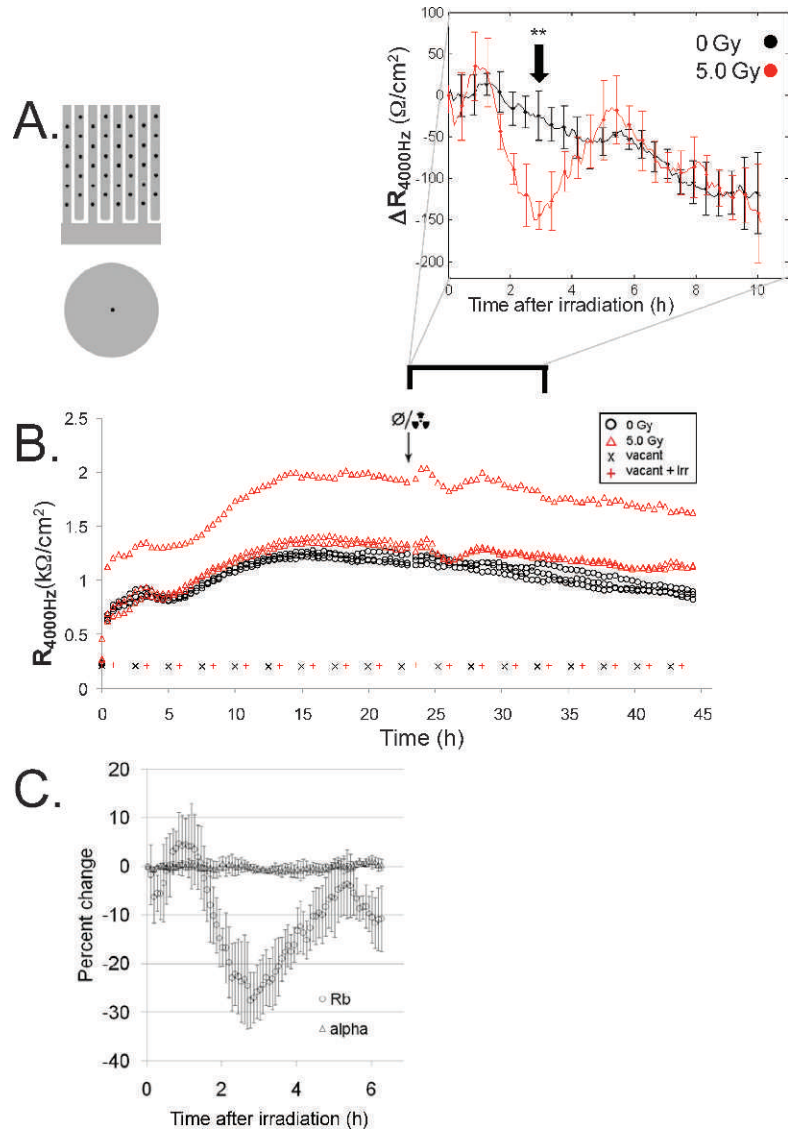 A.
100
50
0
-50
-100
-150
-200
ΔR4000Hz (Ω/cm²)
**
0 Gy
5.0 Gy
0 2 4 6 8 10
Time after irradiation (h)
B.
Ø/☢
2.5
2
1.5
1
0.5
0
R4000Hz(kΩ/cm²)
0 Gy
5.0 Gy
vacant
vacant + Irr
0 5 10 15 20 25 30 35 40 45
Time (h)
C.
20
10
0
-10
-20
-30
-40
Percent change
Rb
alpha
0 2 4 6
Time after irradiation (h)